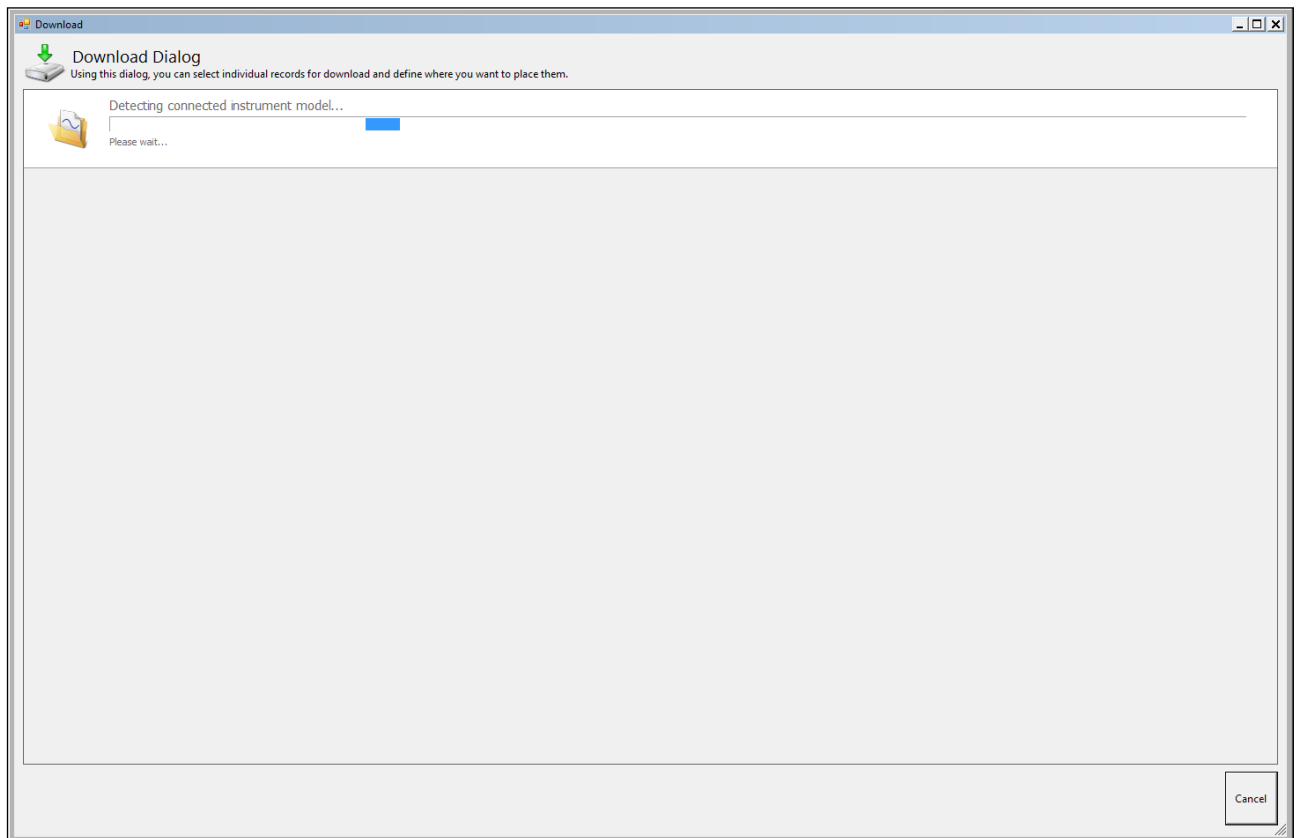 Download
Download Dialog
Using this dialog, you can select individual records for download and define where you want to place them.
Detecting connected instrument model...
Please wait...
Cancel